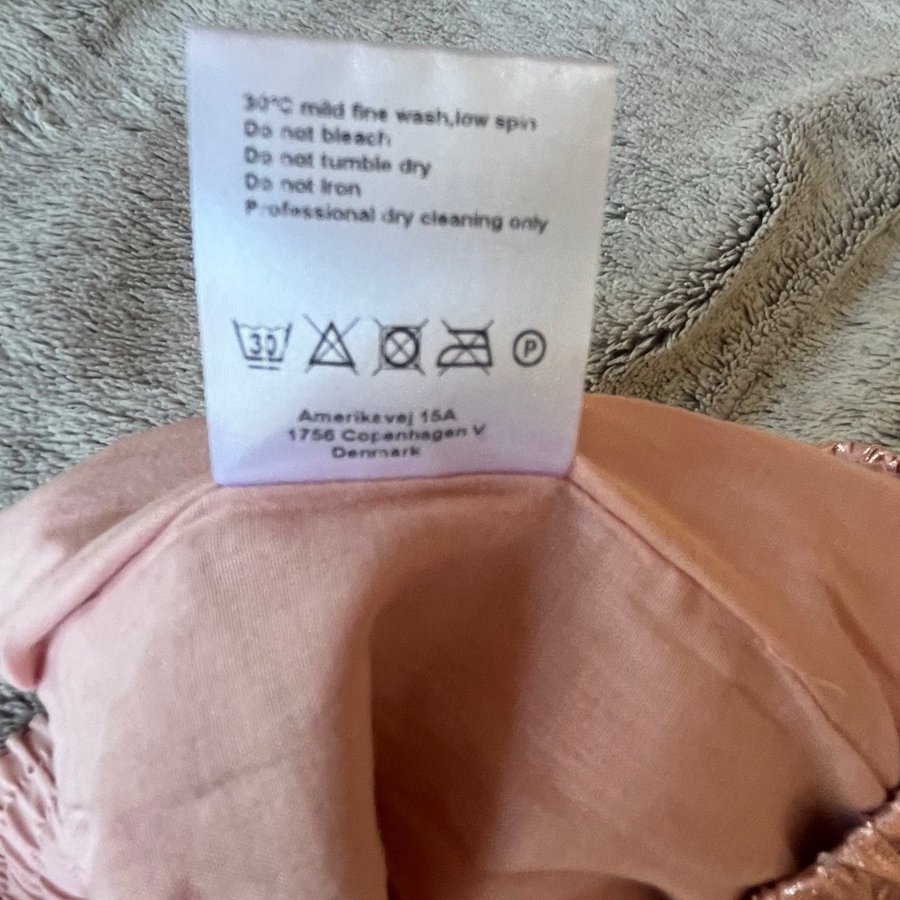 30°C mild fine wash,low spin
Do not bleach
Do not tumble dry
Do not Iron
Professional dry cleaning only
30
P
Amerikavej 15A
1756 Copenhagen V
Denmark